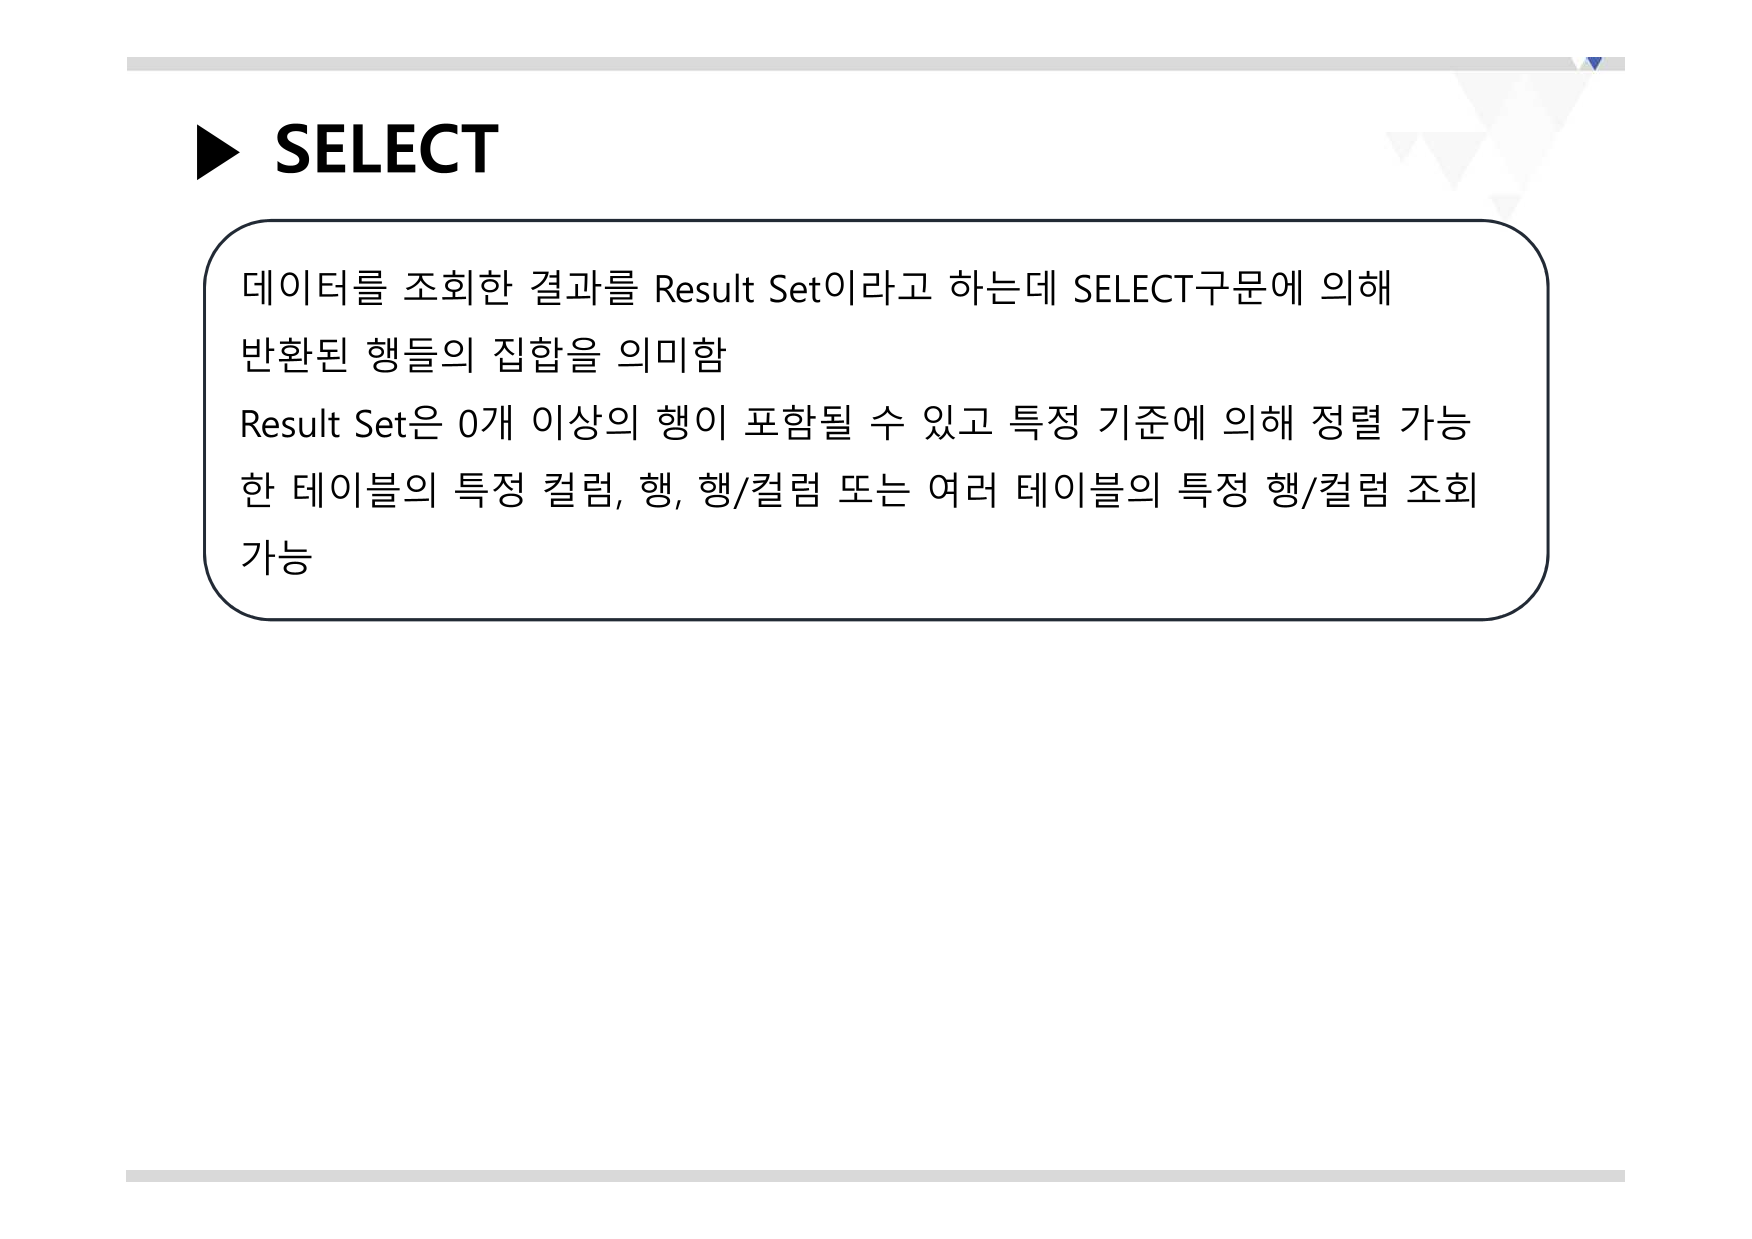 SELECT
데이터를 조회한 결과를 Result Set이라고 하는데 SELECT구문에 의해
반환된 행들의 집합을 의미함
Result Set은 0개 이상의 행이 포함될 수 있고 특정 기준에 의해 정렬 가능
한 테이블의 특정 컬럼, 행, 행/컬럼 또는 여러 테이블의 특정 행/컬럼 조회
가능